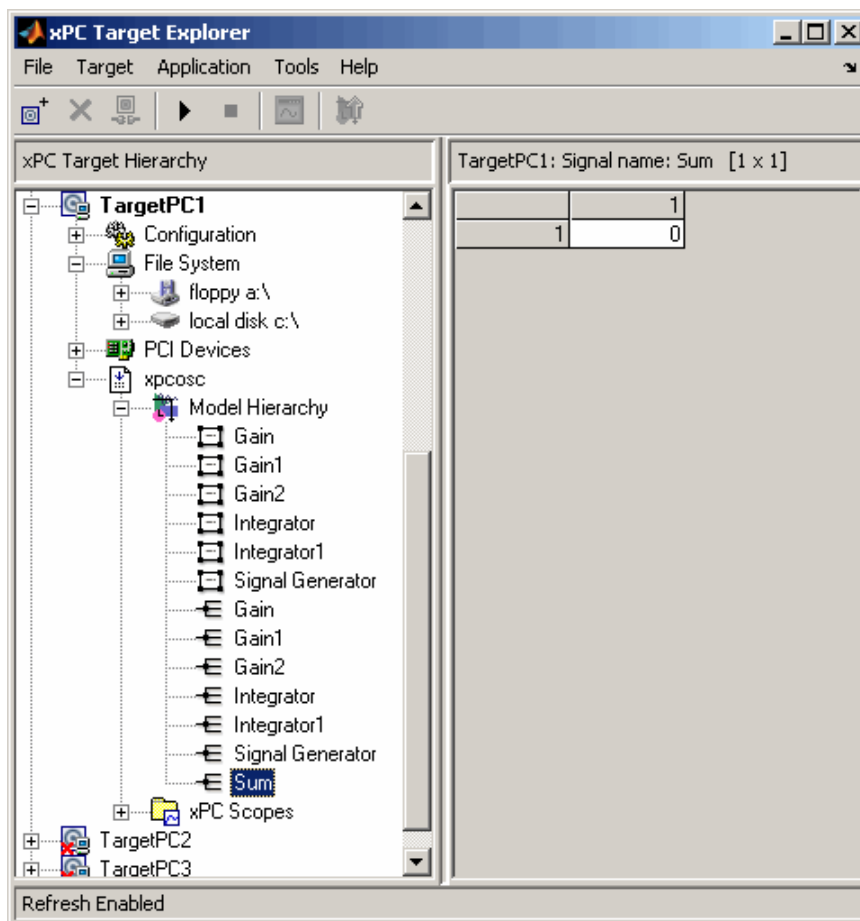 xPC Target Explorer
File Target Application Tools Help
xPC Target Hierarchy
TargetPC1: Signal name: Sum [1 x 1]
TargetPC1
Configuration
File System
floppy a:\
local disk c:\
PCI Devices
xpcosc
Model Hierarchy
Gain
Gain1
Gain2
Integrator
Integrator1
Signal Generator
Gain
Gain1
Gain2
Integrator
Integrator1
Signal Generator
Sum
xPC Scopes
TargetPC2
TargetPC3
1
1 0
Refresh Enabled